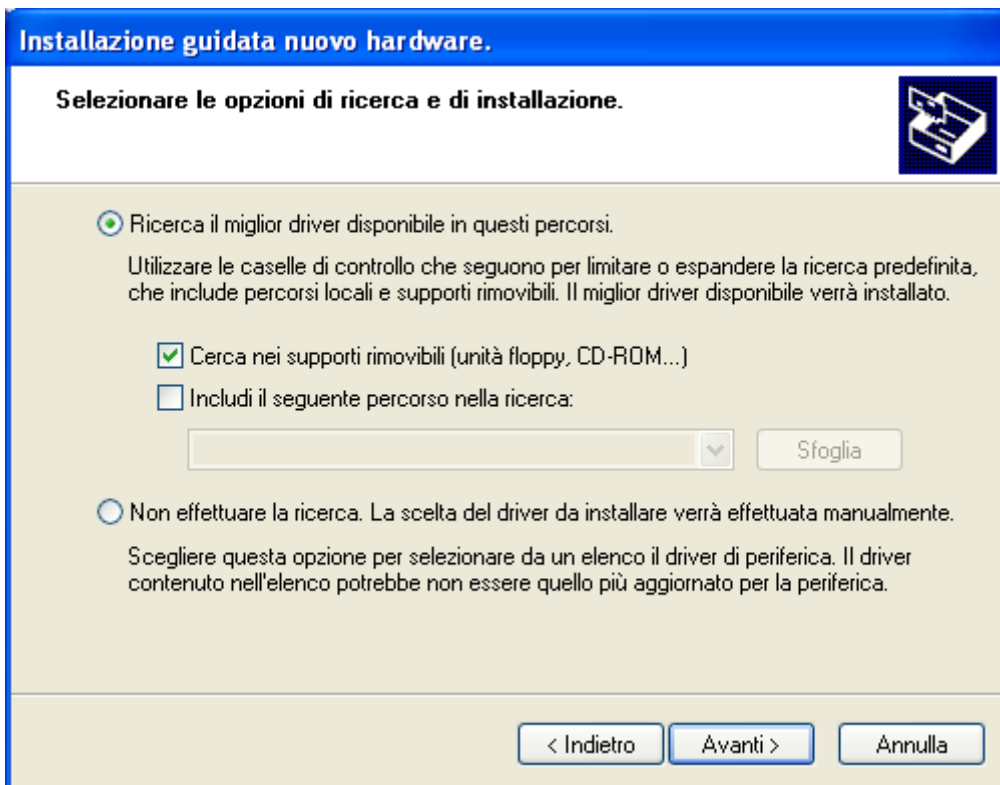 Installazione guidata nuovo hardware.
Selezionare le opzioni di ricerca e di installazione.
Ricerca il miglior driver disponibile in questi percorsi.
Utilizzare le caselle di controllo che seguono per limitare o espandere la ricerca predefinita,
che include percorsi locali e supporti rimovibili. Il miglior driver disponibile verrà installato.
Cerca nei supporti rimovibili (unità floppy, CD-ROM...)
Includi il seguente percorso nella ricerca:
Sfoglia
Non effettuare la ricerca. La scelta del driver da installare verrà effettuata manualmente.
Scegliere questa opzione per selezionare da un elenco il driver di periferica. Il driver
contenuto nell'elenco potrebbe non essere quello più aggiornato per la periferica.
< Indietro Avanti > Annulla